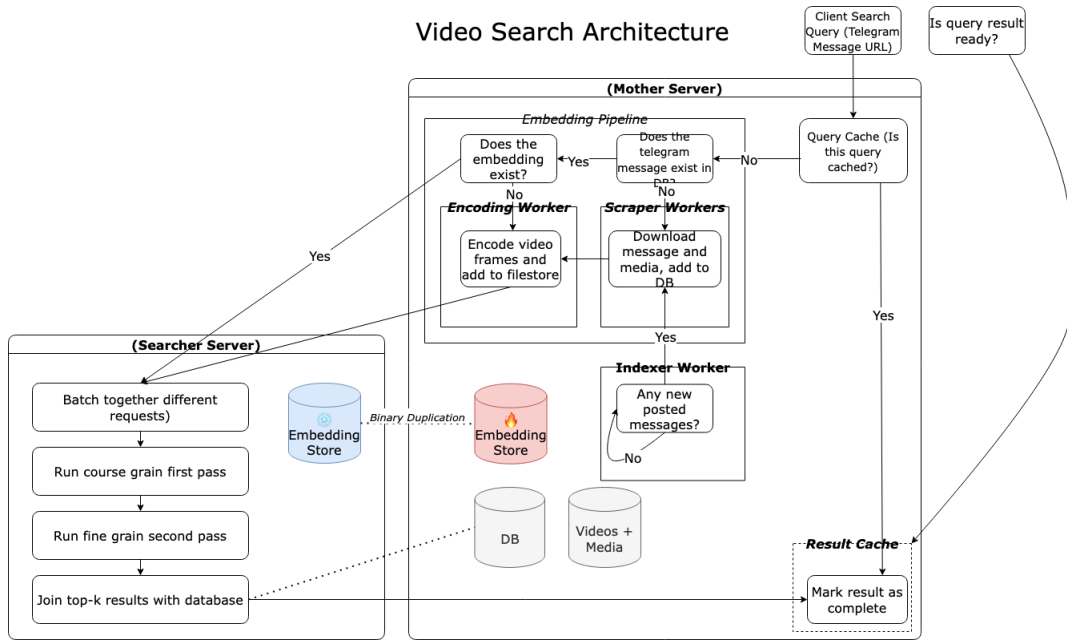 Video Search Architecture
Client Search
Query (Telegram
Message URL)
Is query result
ready?
(Mother Server)
Embedding Pipeline
Does the
embedding
exist?
Yes
Does the
telegram
message exist in
DB?
No
Query Cache (Is
this query
cached?)
No
No
Encoding Worker
Scraper Workers
Encode video
frames and
add to filestore
Download
message and
media, add to
DB
Yes
Yes
Yes
(Searcher Server)
Indexer Worker
Batch together different
requests)
Any new
posted
messages?
No
Embedding
Store
Binary Duplication
Embedding
Store
Run course grain first pass
Run fine grain second pass
DB
Videos +
Media
Result Cache
Join top-k results with database
Mark result as
complete